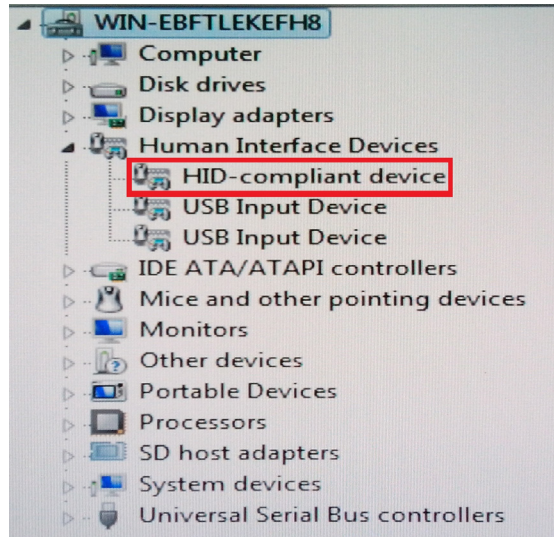 WIN-EBFTLEKEFH8
Computer
Disk drives
Display adapters
Human Interface Devices
HID-compliant device
USB Input Device
USB Input Device
IDE ATA/ATAPI controllers
Mice and other pointing devices
Monitors
Other devices
Portable Devices
Processors
SD host adapters
System devices
Universal Serial Bus controllers